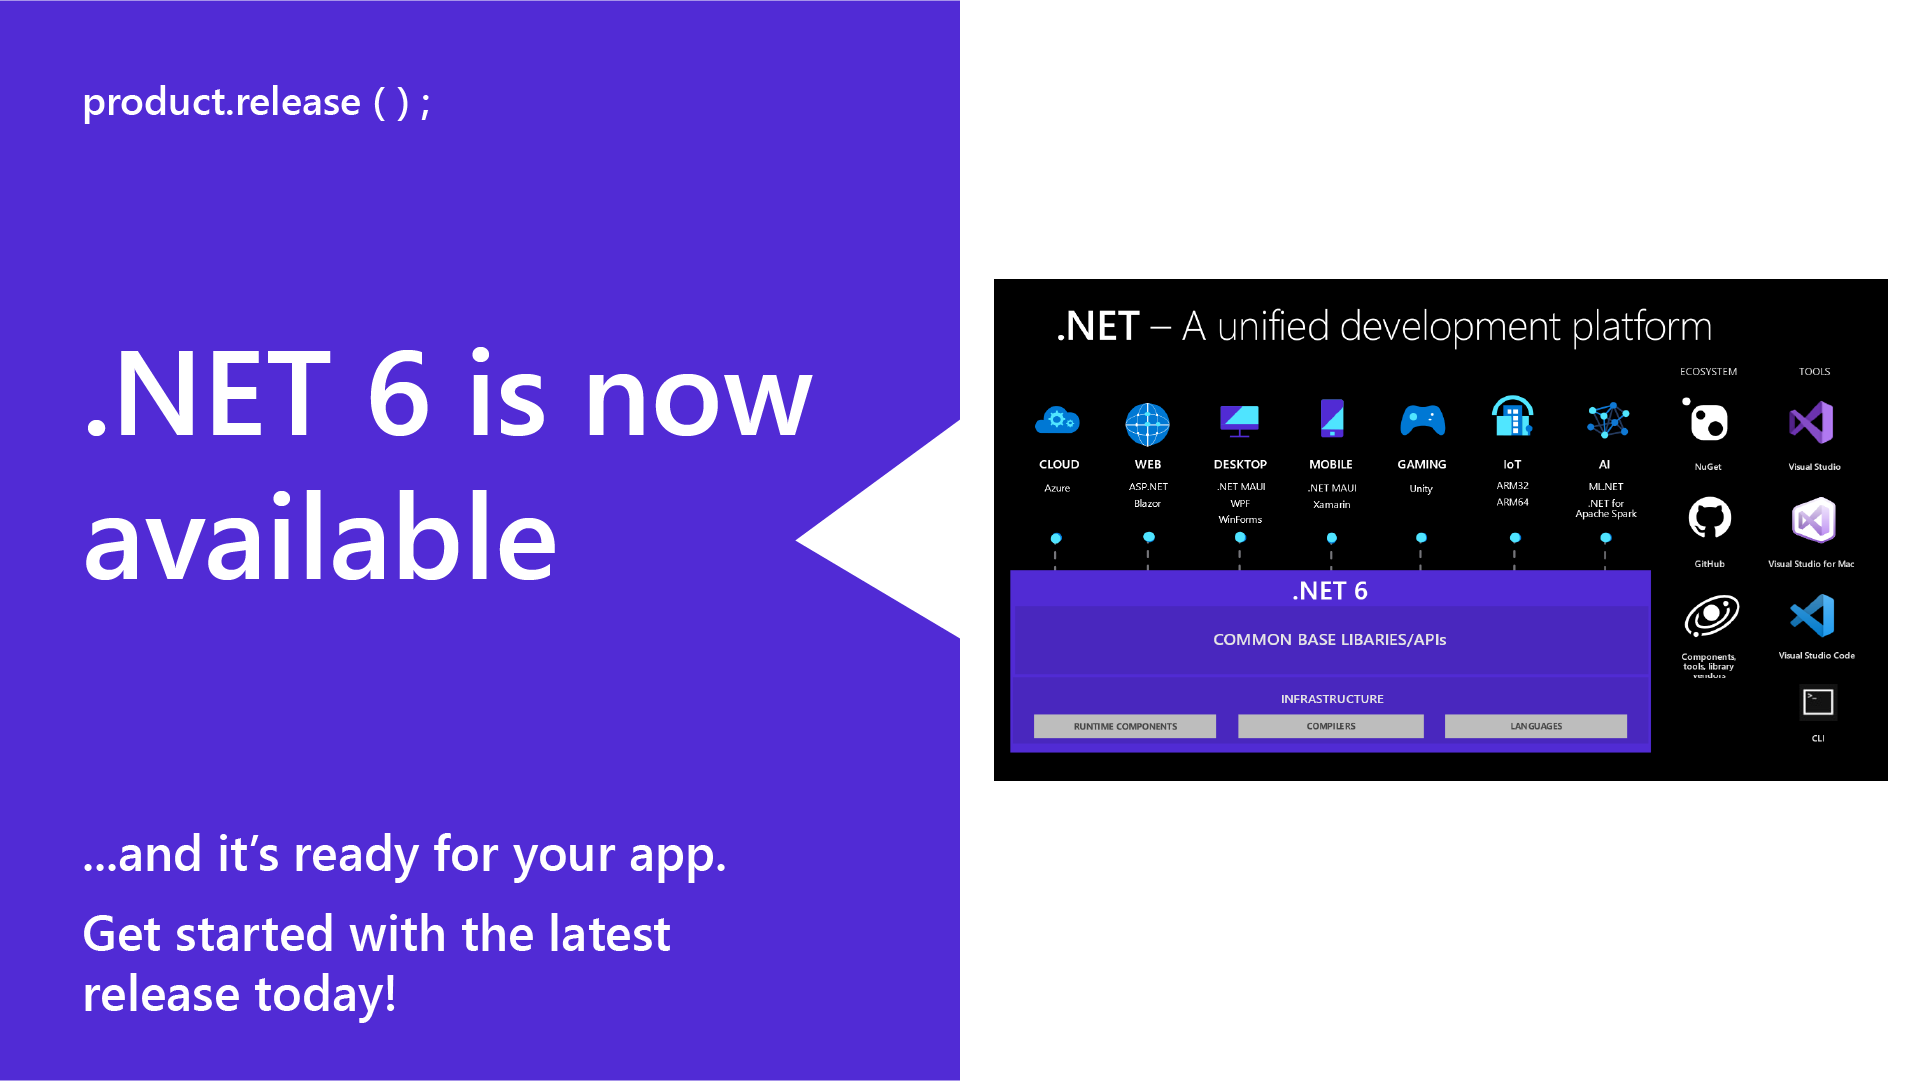 product.release ( ) ;
.NET 6 is now
available
...and it's ready for your app.
Get started with the latest
release today!
.NET – A unified development platform
ECOSYSTEM
TOOLS
CLOUD
Azure
WEB
ASP.NET
Blazor
DESKTOP
.NET MAUI
WPF
WinForms
MOBILE
.NET MAUI
Xamarin
GAMING
Unity
IoT
ARM32
ARM64
AI
ML.NET
.NET for
Apache Spark
NuGet
Visual Studio
GitHub
Visual Studio for Mac
Components,
tools, library
vendors
Visual Studio Code
CLI
.NET 6
COMMON BASE LIBARIES/APIs
INFRASTRUCTURE
RUNTIME COMPONENTS
COMPILERS
LANGUAGES